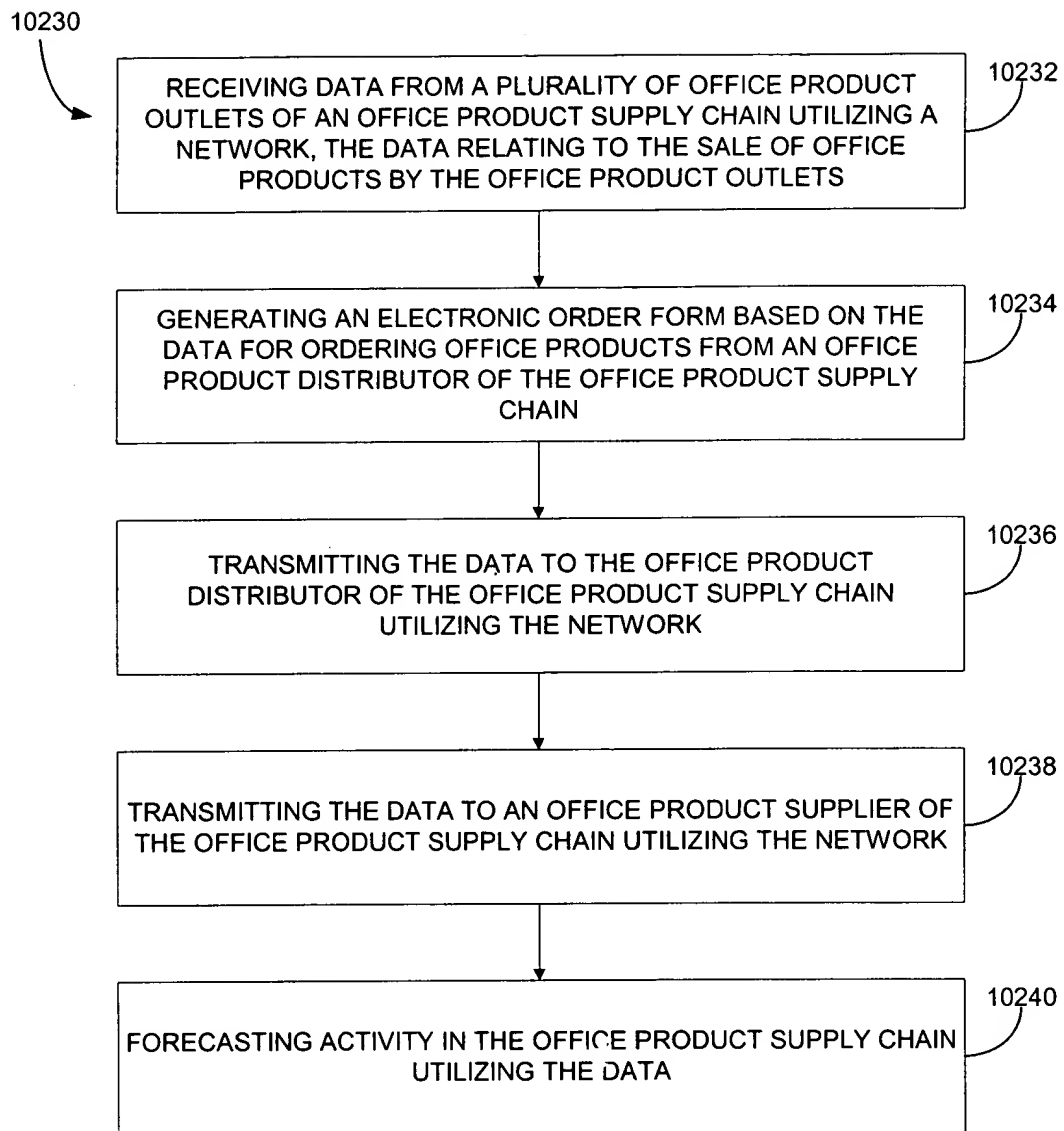 10230
RECEIVING DATA FROM A PLURALITY OF OFFICE PRODUCT
OUTLETS OF AN OFFICE PRODUCT SUPPLY CHAIN UTILIZING A
NETWORK, THE DATA RELATING TO THE SALE OF OFFICE
PRODUCTS BY THE OFFICE PRODUCT OUTLETS
10232
GENERATING AN ELECTRONIC ORDER FORM BASED ON THE
DATA FOR ORDERING OFFICE PRODUCTS FROM AN OFFICE
PRODUCT DISTRIBUTOR OF THE OFFICE PRODUCT SUPPLY
CHAIN
10234
TRANSMITTING THE DATA TO THE OFFICE PRODUCT
DISTRIBUTOR OF THE OFFICE PRODUCT SUPPLY CHAIN
UTILIZING THE NETWORK
10236
TRANSMITTING THE DATA TO AN OFFICE PRODUCT SUPPLIER OF
THE OFFICE PRODUCT SUPPLY CHAIN UTILIZING THE NETWORK
10238
FORECASTING ACTIVITY IN THE OFFICE PRODUCT SUPPLY CHAIN
UTILIZING THE DATA
10240